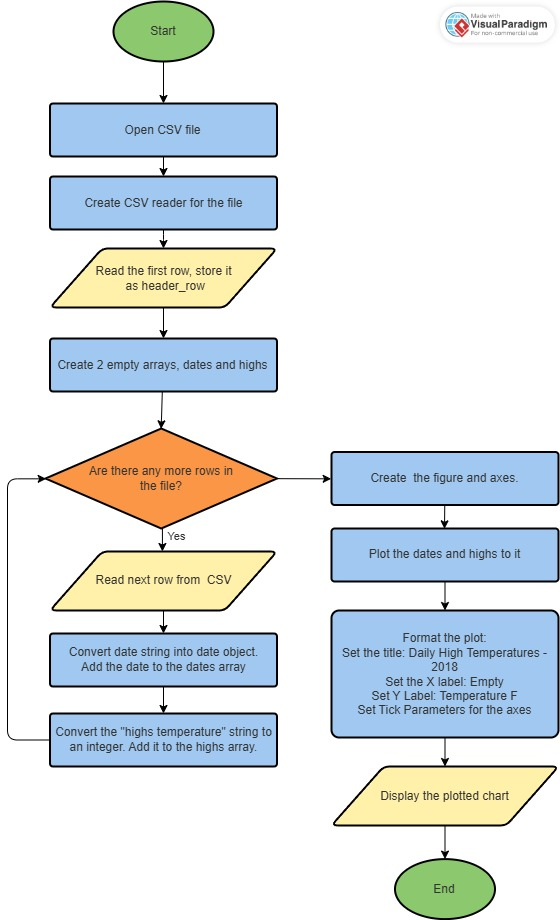 Start
Made with
VisualParadigm
For non-commercial use
Open CSV file
Create CSV reader for the file
Read the first row, store it
as header_row
Create 2 empty arrays, dates and highs
Are there any more rows in
the file?
Yes
Read next row from CSV
Convert date string into date object.
Add the date to the dates array
Convert the "highs temperature" string to
an integer. Add it to the highs array.
Create the figure and axes.
Plot the dates and highs to it
Format the plot:
Set the title: Daily High Temperatures -
2018
Set the X label: Empty
Set Y Label: Temperature F
Set Tick Parameters for the axes
Display the plotted chart
End